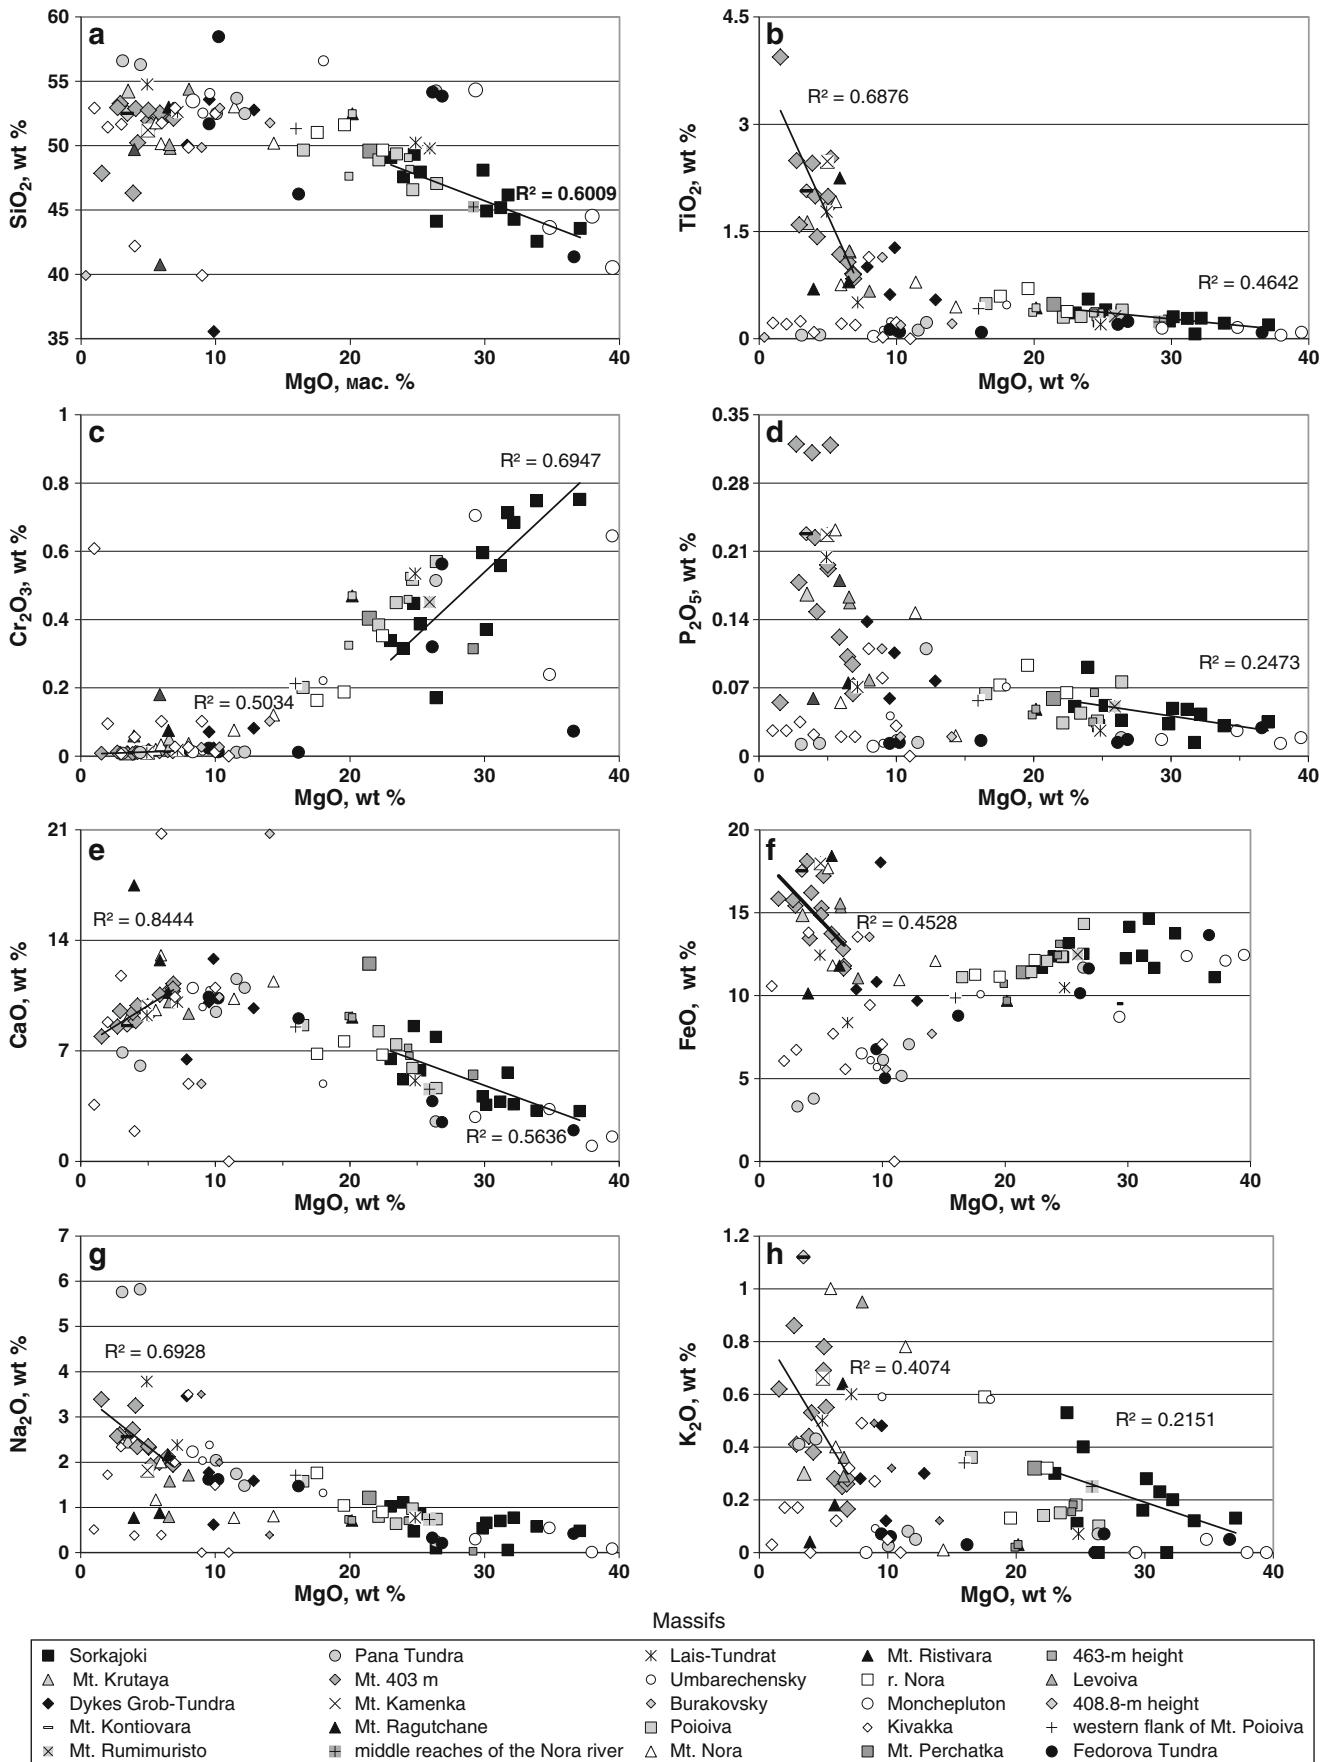 a
60
55
50
45
40
35
SiO2, wt %
R² = 0.6009
0 10 20 30 40
MgO, мас. %
b
4.5
3
1.5
0
TiO2, wt %
R² = 0.6876
R² = 0.4642
0 10 20 30 40
MgO, wt %
c
1
0.8
0.6
0.4
0.2
0
Cr2O3, wt %
R² = 0.6947
R² = 0.5034
0 10 20 30 40
MgO, wt %
d
0.35
0.28
0.21
0.14
0.07
0
P2O5, wt %
R² = 0.2473
0 10 20 30 40
MgO, wt %
e
21
14
7
0
CaO, wt %
R² = 0.8444
R² = 0.5636
0 10 20 30 40
MgO, wt %
f
20
15
10
5
0
FeO, wt %
R² = 0.4528
0 10 20 30 40
MgO, wt %
g
7
6
5
4
3
2
1
0
Na2O, wt %
R² = 0.6928
0 10 20 30 40
MgO, wt %
h
1.2
1
0.8
0.6
0.4
0.2
0
K2O, wt %
R² = 0.4074
R² = 0.2151
0 10 20 30 40
MgO, wt %
Massifs
Sorkajoki Pana Tundra Lais-Tundrat Mt. Ristivara 463-m height
Mt. Krutaya Mt. 403 m Umbarechensky r. Nora Levoiva
Dykes Grob-Tundra Mt. Kamenka Burakovsky Monchepluton 408.8-m height
Mt. Kontiovara Mt. Ragutchane Poioiva Kivakka western flank of Mt. Poioiva
Mt. Rumimuristo middle reaches of the Nora river Mt. Nora Mt. Perchatka Fedorova Tundra